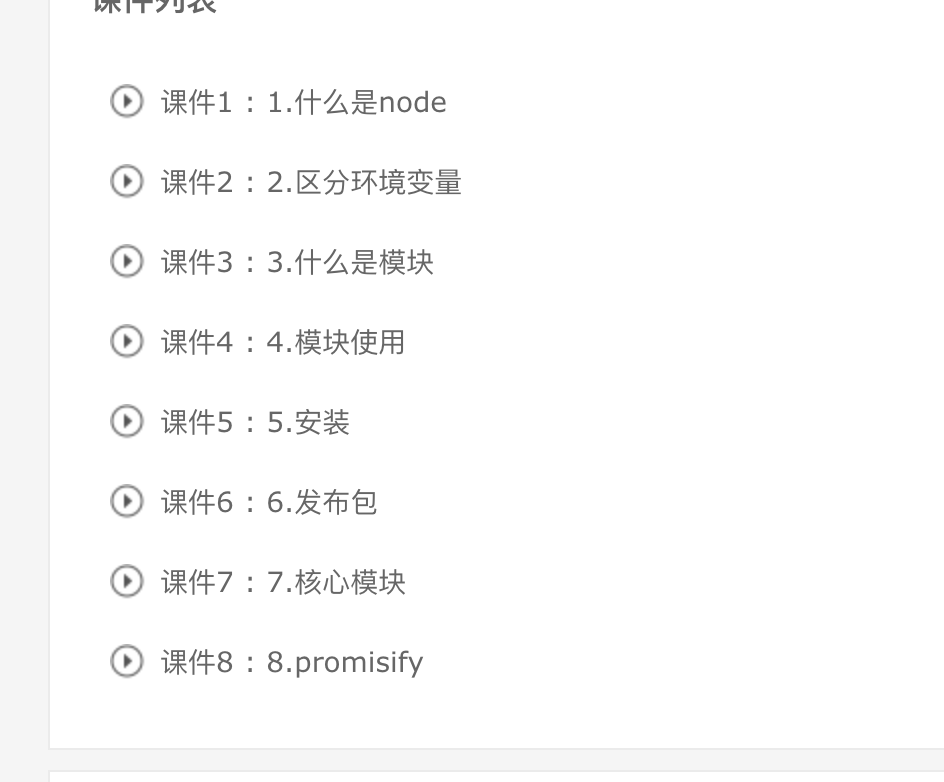 课件列表
课件1 : 1.什么是node
课件2 : 2.区分环境变量
课件3 : 3.什么是模块
课件4 : 4.模块使用
课件5 : 5.安装
课件6 : 6.发布包
课件7 : 7.核心模块
课件8 : 8.promisify